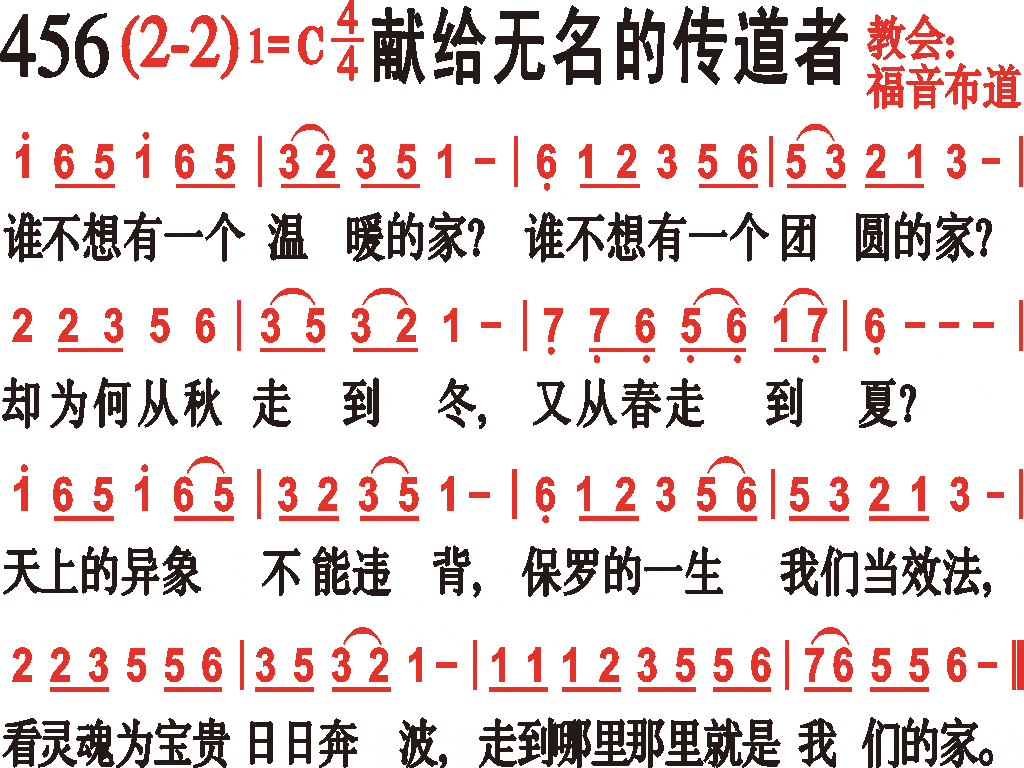 456 (2-2) 1=C 4/4 献给无名的传道者 教会:
福音布道
i 6 5 i 6 5 | 3 2 3 5 1 - | 6̣ 1 2 3 5 6 | 5 3 2 1 3 - |
谁不想有一个 温 暖的家? 谁不想有一个 团 圆的家?
2 2 3 5 6 | 3 5 3 2 1 - | 7̣ 7̣ 6̣ 5̣ 6̣ 1 7̣ | 6̣ - - - |
却为何从秋 走 到 冬, 又从春走 到 夏?
i 6 5 i 6 5 | 3 2 3 5 1 - | 6̣ 1 2 3 5 6 | 5 3 2 1 3 - |
天上的异象 不能违 背, 保罗的一生 我们当效法,
2 2 3 5 5 6 | 3 5 3 2 1 - | 1 1 1 2 3 5 5 6 | 7 6 5 5 6 - ‖
看灵魂为宝贵 日日奔 波, 走到哪里那里就是 我 们的家。